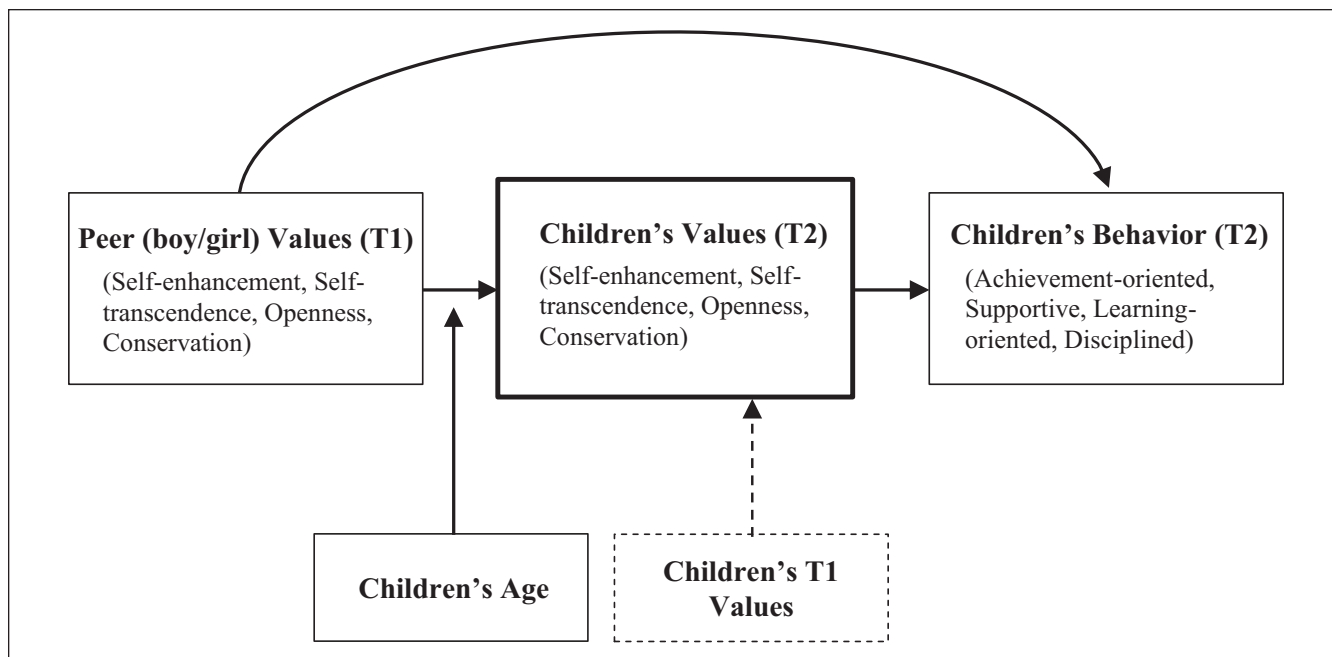 Peer (boy/girl) Values (T1)
(Self-enhancement, Self-
transcendence, Openness,
Conservation)
Children’s Values (T2)
(Self-enhancement, Self-
transcendence, Openness,
Conservation)
Children’s Behavior (T2)
(Achievement-oriented,
Supportive, Learning-
oriented, Disciplined)
Children’s Age
Children’s T1
Values